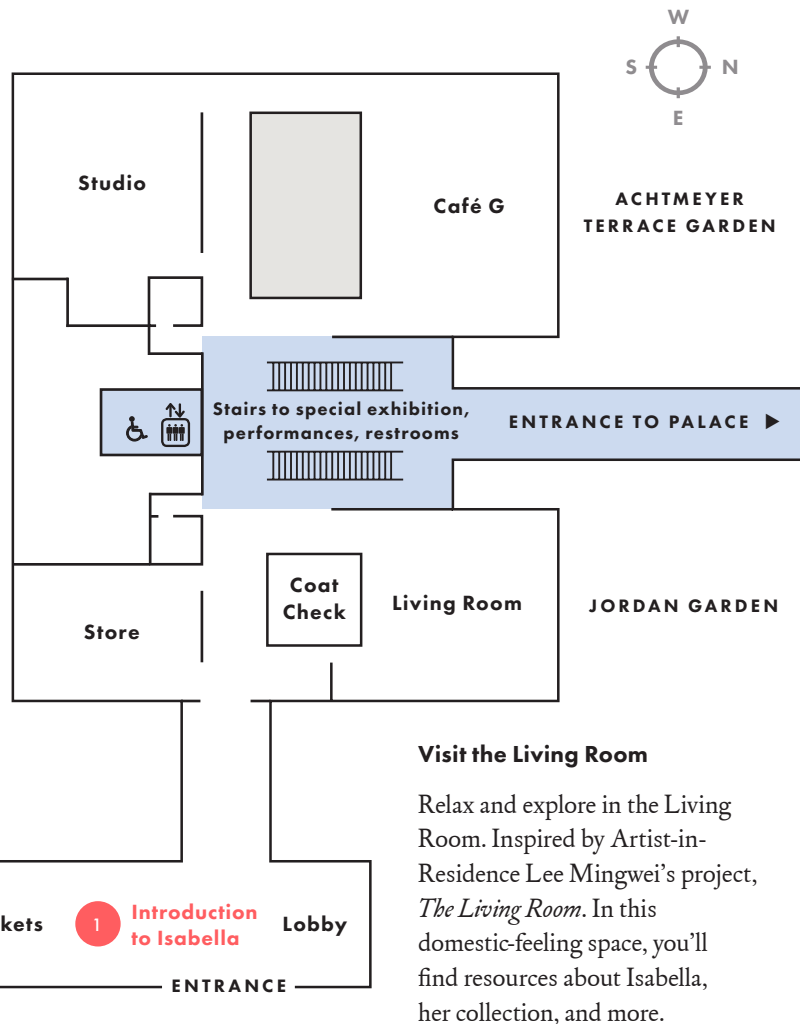 W
S
N
E
Studio
Café G
ACHTMEYER
TERRACE GARDEN
Stairs to special exhibition,
performances, restrooms
ENTRANCE TO PALACE
Coat
Check
Living Room
Store
JORDAN GARDEN
Visit the Living Room
Relax and explore in the Living
Room. Inspired by Artist-in-
Residence Lee Mingwei’s project,
The Living Room. In this
domestic-feeling space, you’ll
find resources about Isabella,
her collection, and more.
kets
1
Introduction
to Isabella
Lobby
ENTRANCE